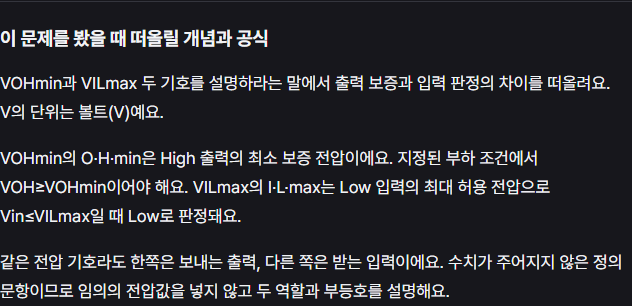 이 문제를 봤을 때 떠올릴 개념과 공식
VOHmin과 VILmax 두 기호를 설명하라는 말에서 출력 보증과 입력 판정의 차이를 떠올려요.
V의 단위는 볼트(V)예요.
VOHmin의 O·H·min은 High 출력의 최소 보증 전압이에요. 지정된 부하 조건에서
VOH≥VOHmin이어야 해요. VILmax의 I·L·max는 Low 입력의 최대 허용 전압으로
Vin≤VILmax일 때 Low로 판정돼요.
같은 전압 기호라도 한쪽은 보내는 출력, 다른 쪽은 받는 입력이에요. 수치가 주어지지 않은 정의
문항이므로 임의의 전압값을 넣지 않고 두 역할과 부등호를 설명해요.